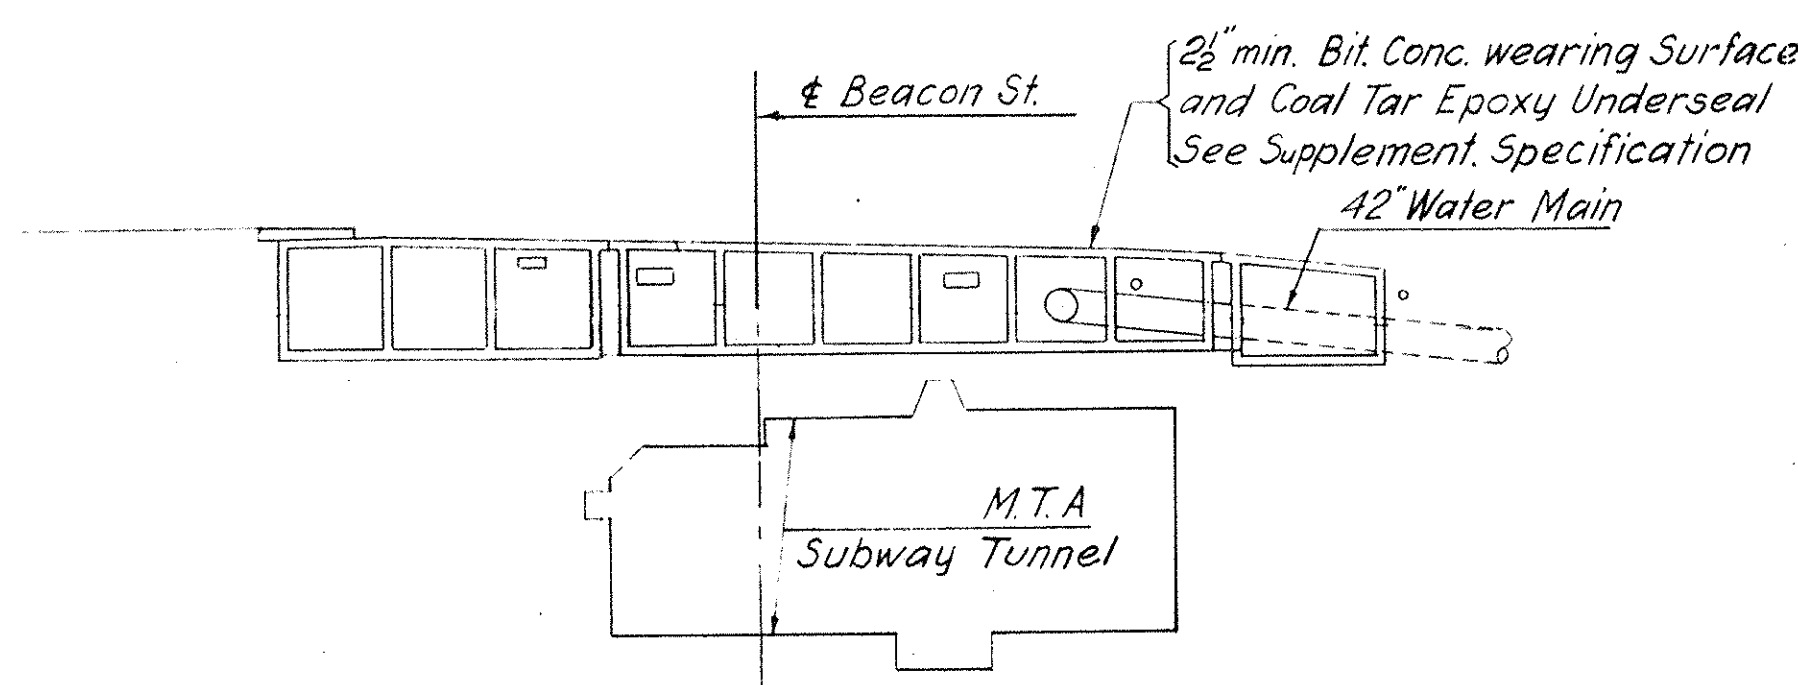 ℄ Beacon St.
2½" min. Bit. Conc. wearing Surface
and Coal Tar Epoxy Underseal
See Supplement. Specification
42" Water Main
M.T.A
Subway Tunnel